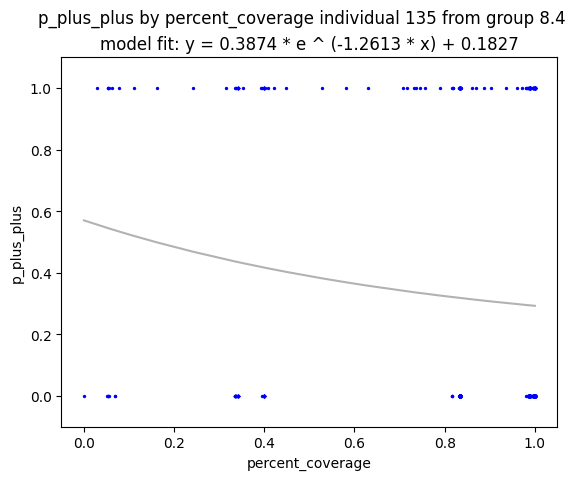 p_plus_plus by percent_coverage individual 135 from group 8.4
model fit: y = 0.3874 * e ^ (-1.2613 * x) + 0.1827
1.0
0.8
0.6
0.4
0.2
0.0
p_plus_plus
0.0 0.2 0.4 0.6 0.8 1.0
percent_coverage